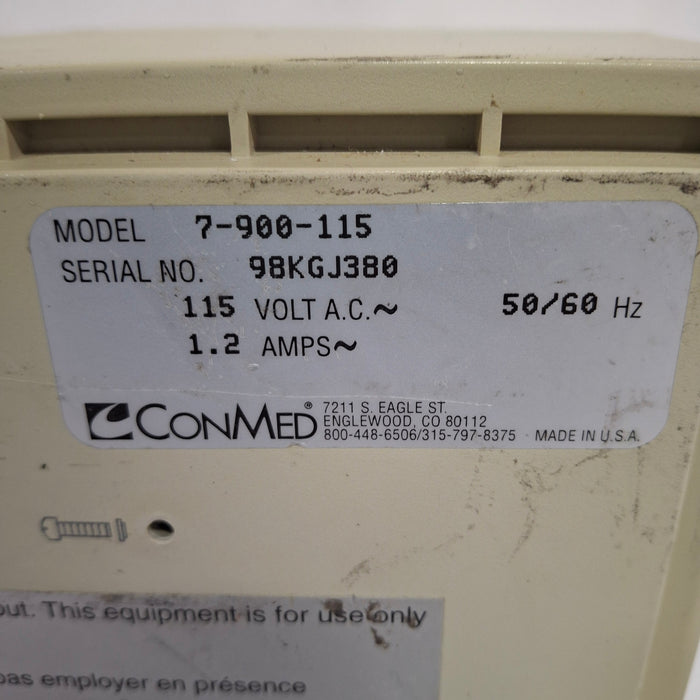 MODEL 7-900-115
SERIAL NO. 98KGJ380
115 VOLT A.C.~ 50/60 Hz
1.2 AMPS~
CONMED®
7211 S. EAGLE ST.
ENGLEWOOD, CO 80112
800-448-6506/315-797-8375 MADE IN U.S.A.
out. This equipment is for use only
pas employer en présence